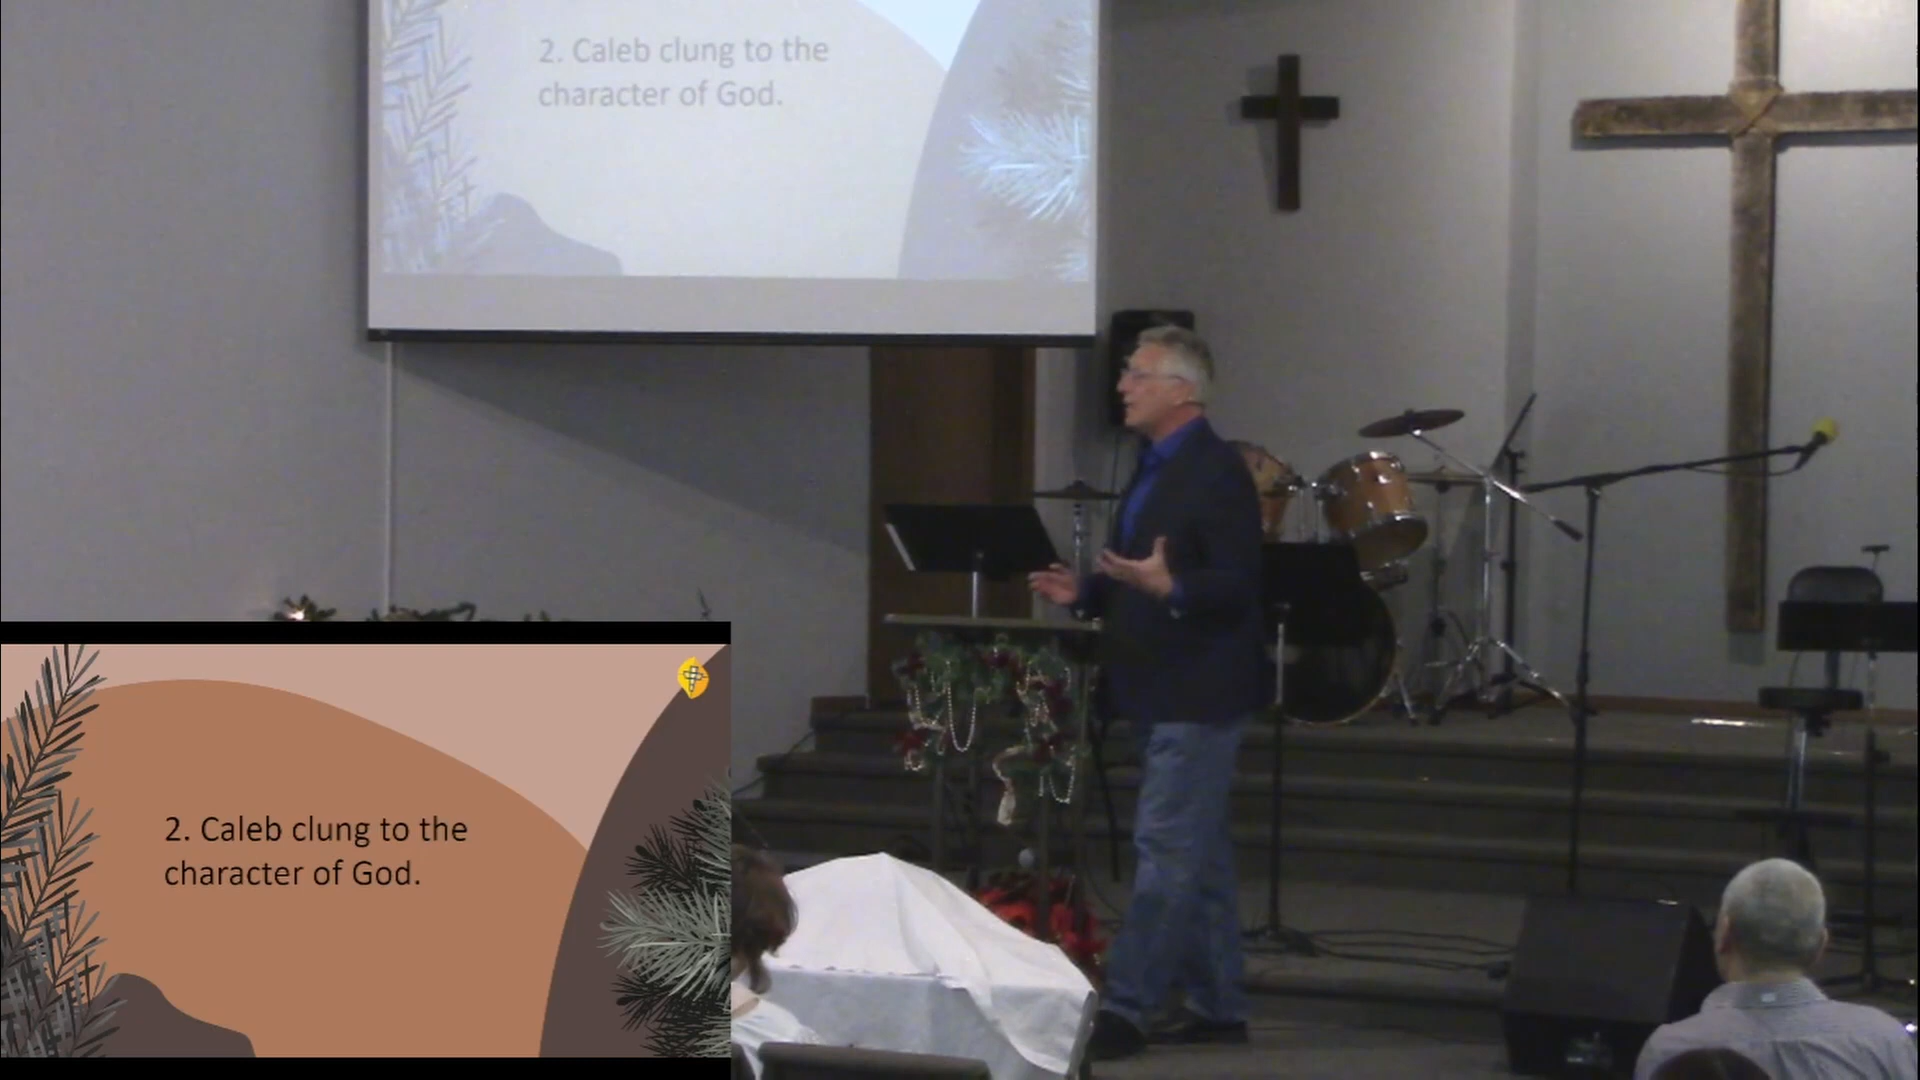 2. Caleb clung to the
character of God.
2. Caleb clung to the
character of God.